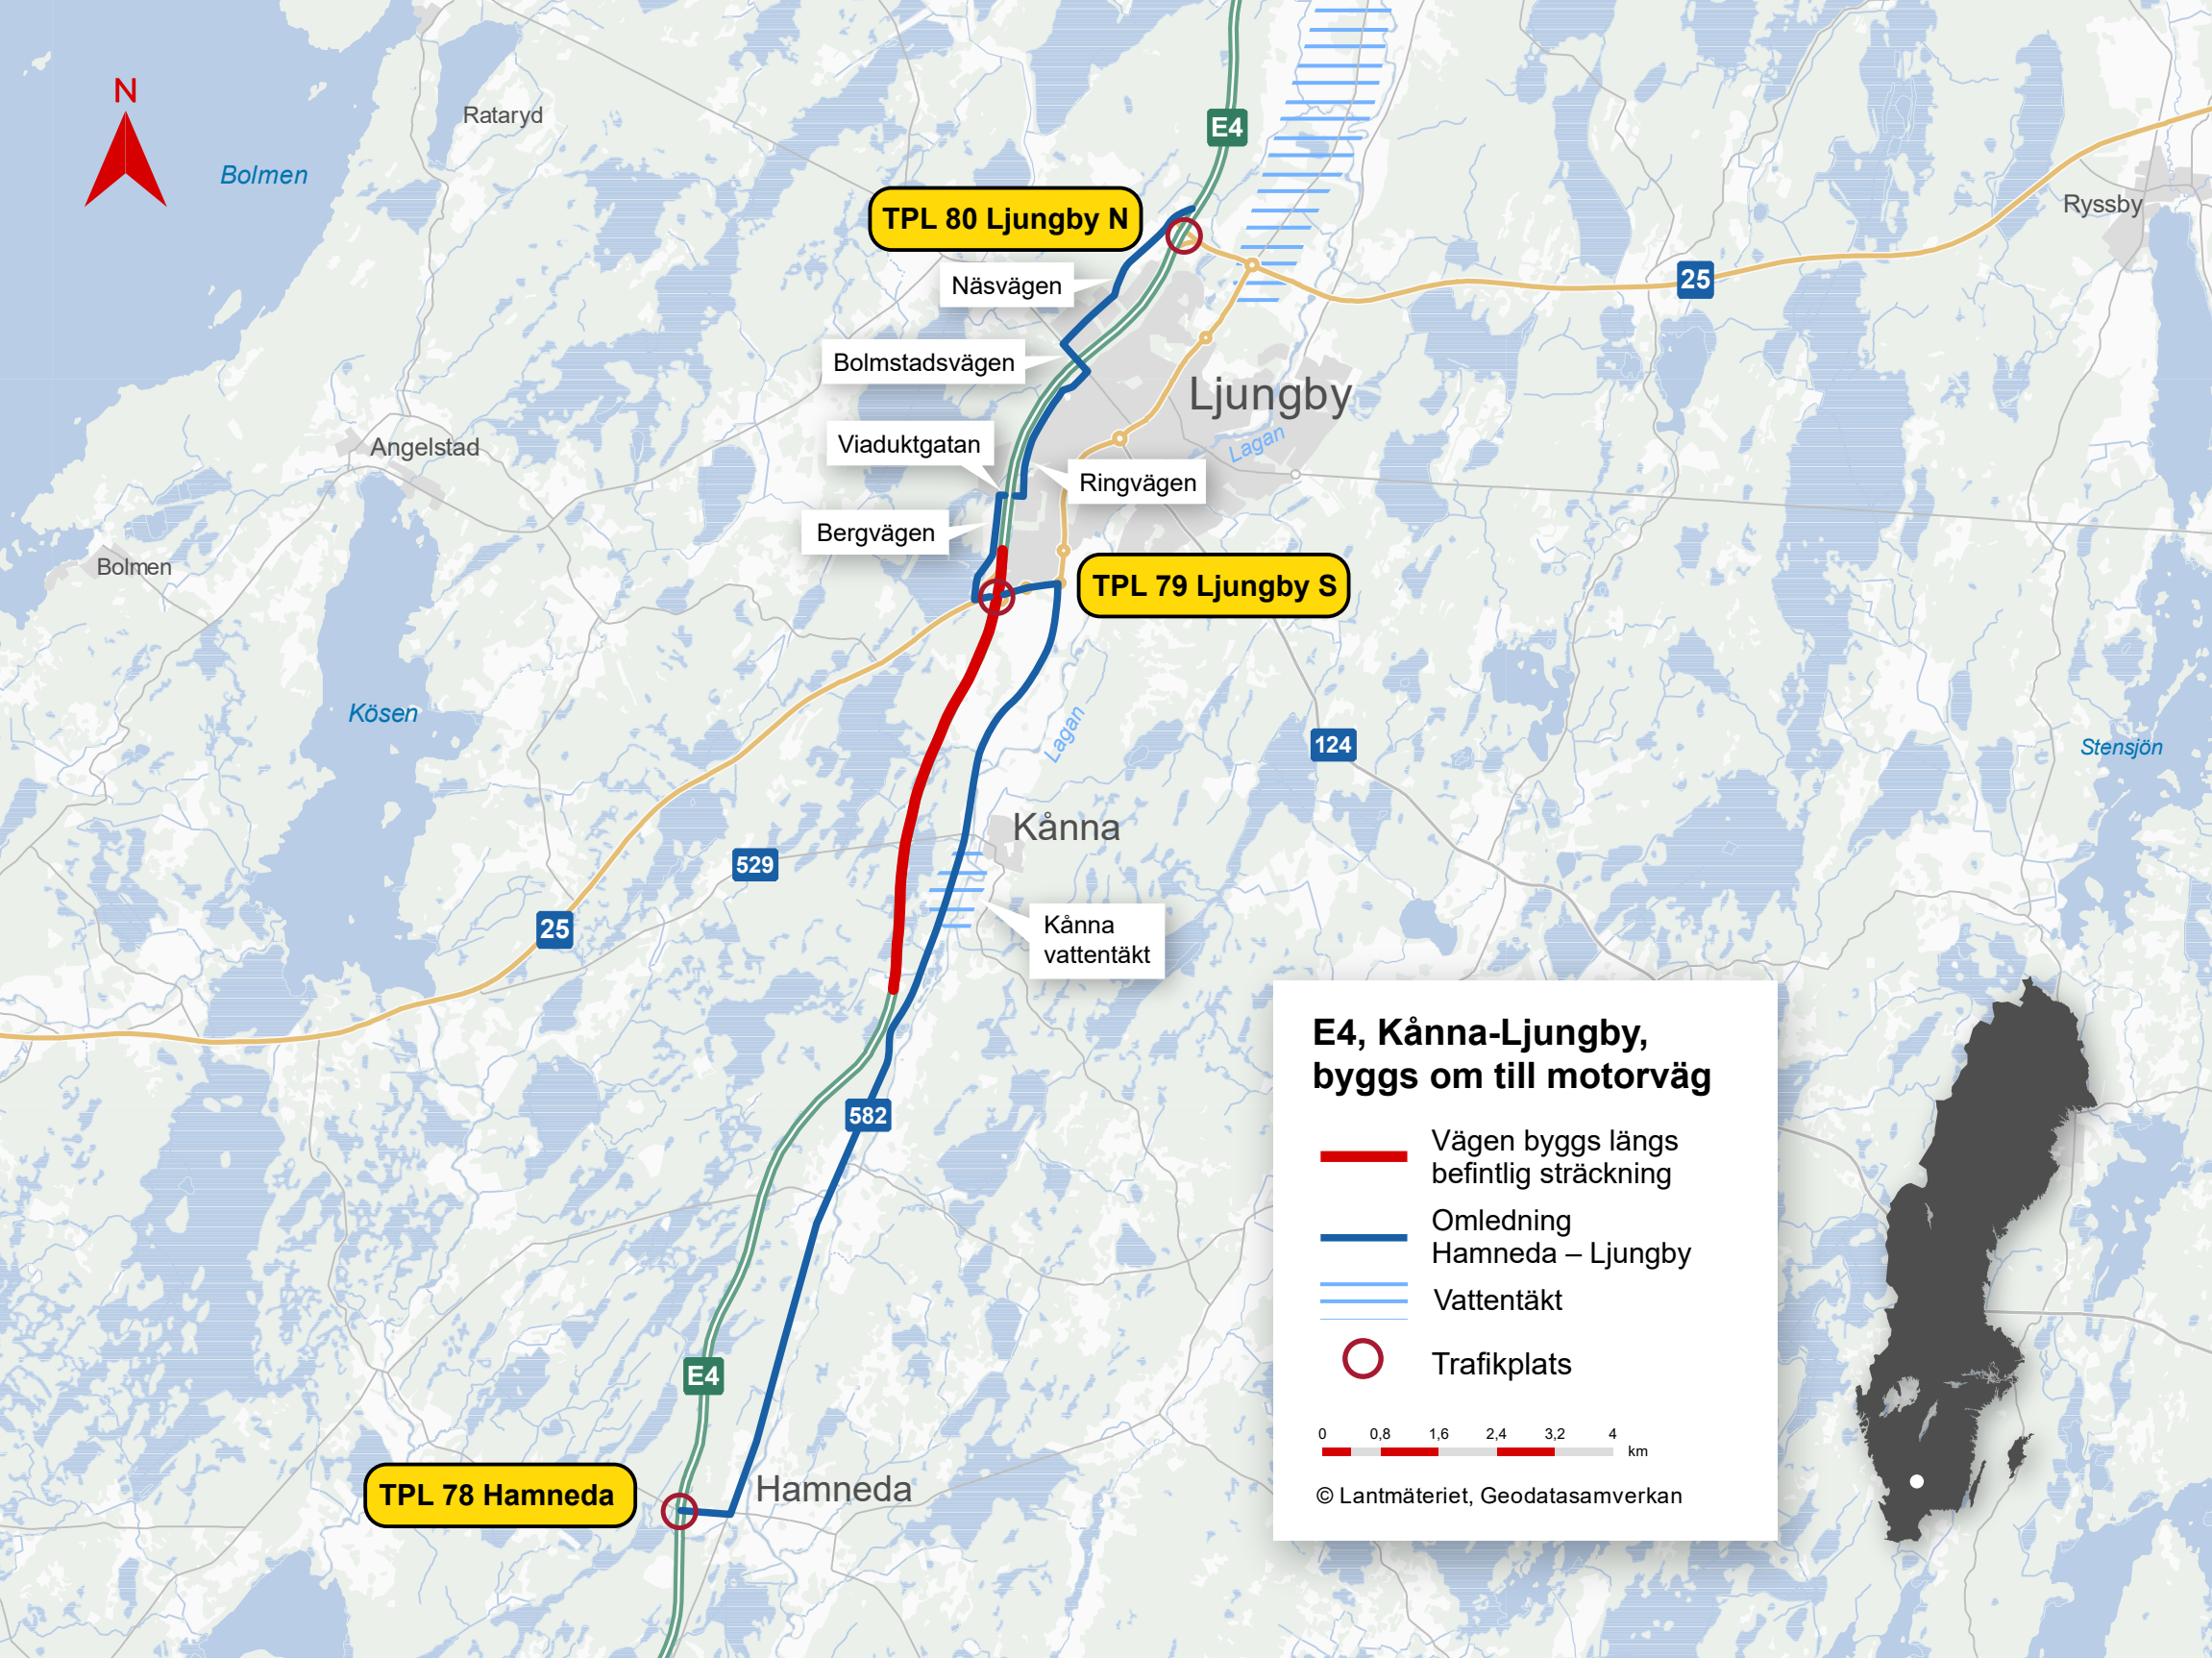 N
Rataryd
Bolmen
E4
TPL 80 Ljungby N
Ryssby
25
Näsvägen
Bolmstadsvägen
Ljungby
Lagan
Viaduktgatan
Angelstad
Ringvägen
Bergvägen
Bolmen
TPL 79 Ljungby S
Kösen
Lagan
124
Stensjön
Kånna
529
25
Kånna
vattentäkt
582
E4
TPL 78 Hamneda
Hamneda
E4, Kånna-Ljungby,
byggs om till motorväg
Vägen byggs längs
befintlig sträckning
Omledning
Hamneda – Ljungby
Vattentäkt
Trafikplats
0 0,8 1,6 2,4 3,2 4
km
© Lantmäteriet, Geodatasamverkan